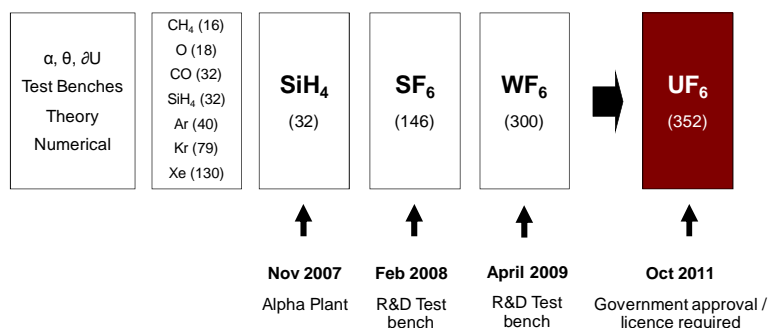 α, θ, ∂U
Test Benches
Theory
Numerical
CH₄ (16)
O (18)
CO (32)
SiH₄ (32)
Ar (40)
Kr (79)
Xe (130)
SiH₄
(32)
SF₆
(146)
WF₆
(300)
UF₆
(352)
Nov 2007
Alpha Plant
Feb 2008
R&D Test
bench
April 2009
R&D Test
bench
Oct 2011
Government approval /
licence required